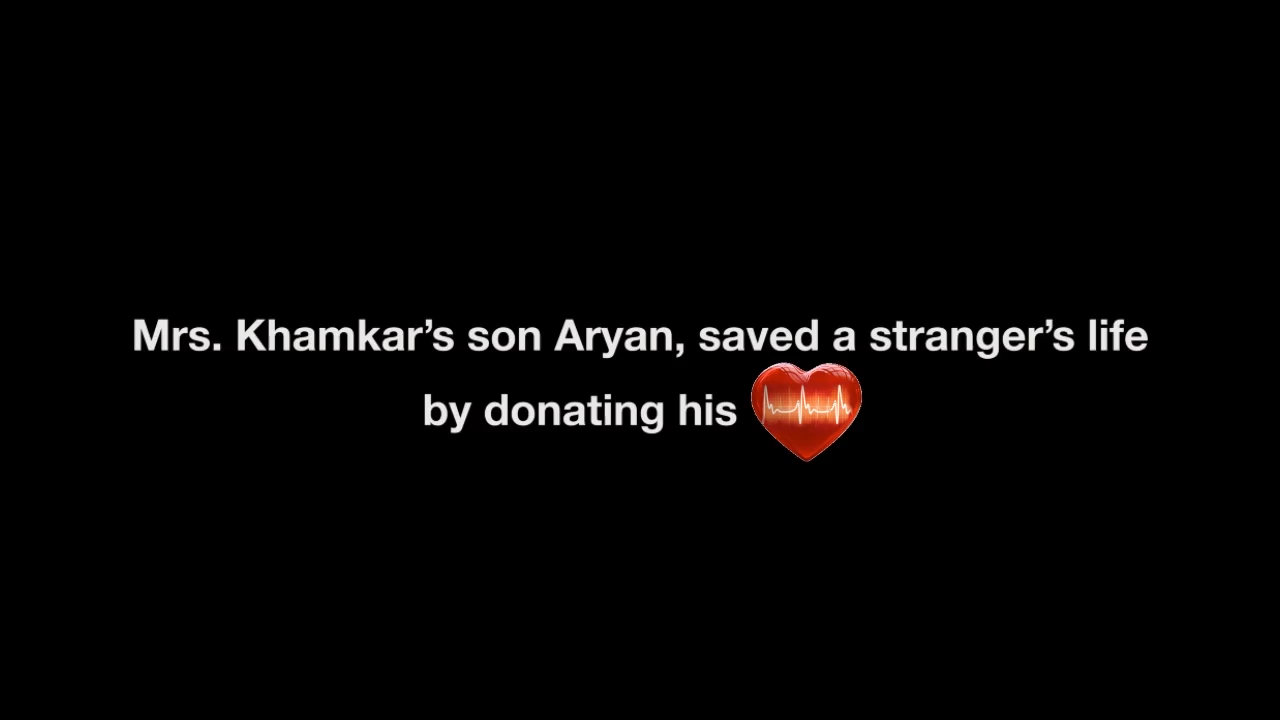 Mrs. Khamkar’s son Aryan, saved a stranger’s life
by donating his